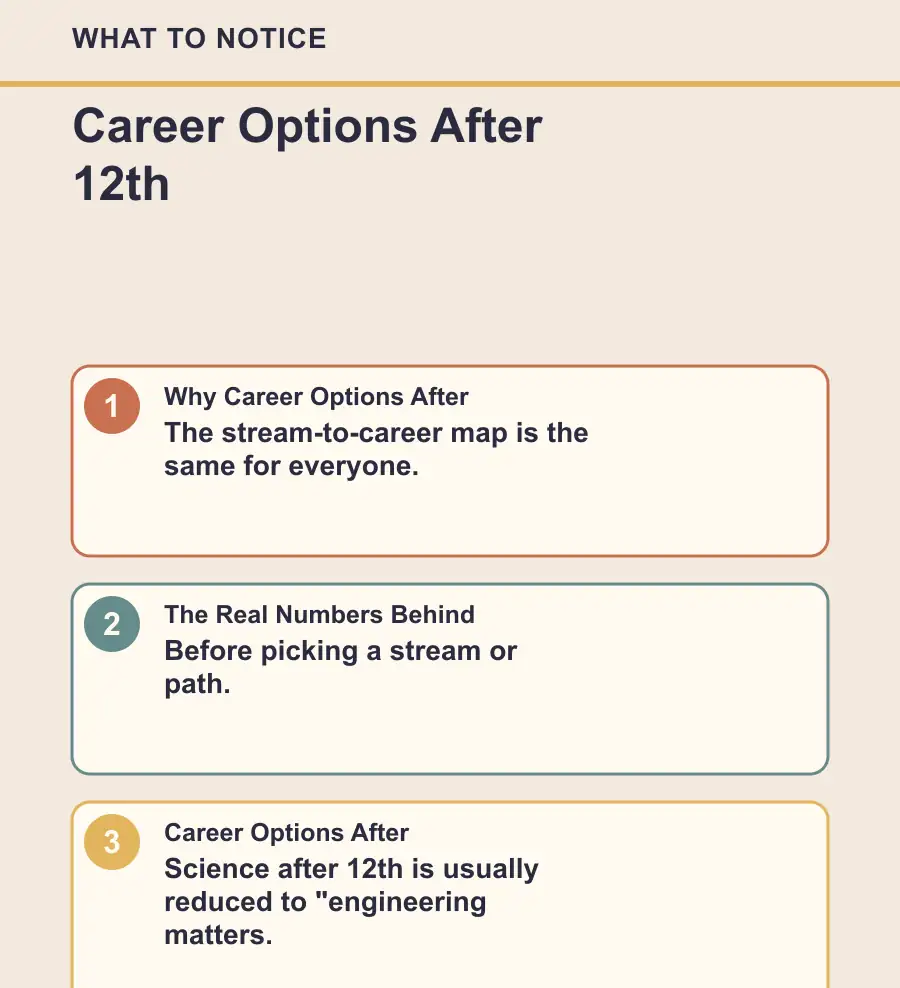 WHAT TO NOTICE
Career Options After
12th
1
Why Career Options After
The stream-to-career map is the
same for everyone.
2
The Real Numbers Behind
Before picking a stream or
path.
3
Career Options After
Science after 12th is usually
reduced to "engineering
matters.